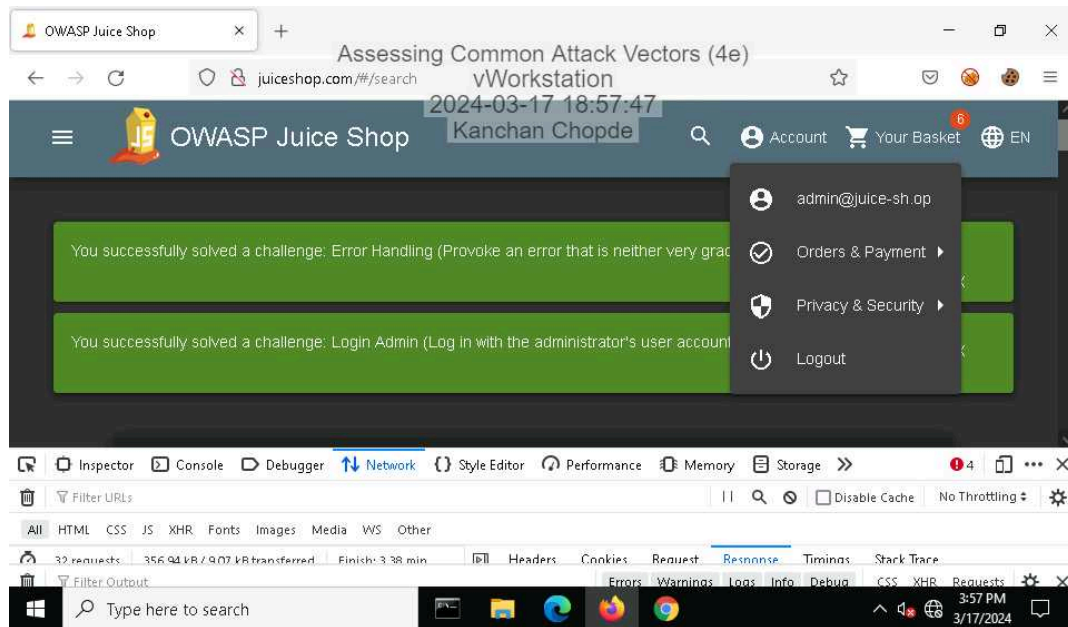 OWASP Juice Shop
Assessing Common Attack Vectors (4e)
juiceshop.com/#/search
vWorkstation
2024-03-17 18:57:47
Kanchan Chopde
OWASP Juice Shop
Account
Your Basket
6
EN
admin@juice-sh.op
You successfully solved a challenge: Error Handling (Provoke an error that is neither very grac
Orders & Payment
X
Privacy & Security
You successfully solved a challenge: Login Admin (Log in with the administrator's user account
X
Logout
Inspector Console Debugger Network {} Style Editor Performance Memory Storage 4
Filter URLs Disable Cache No Throttling
All HTML CSS JS XHR Fonts Images Media WS Other
32 requests 356.94 kB / 9.07 kB transferred Finish: 3.38 min Headers Cookies Request Response Timings Stack Trace
Filter Output Errors Warnings Logs Info Debug CSS XHR Requests
Type here to search
3:57 PM
3/17/2024